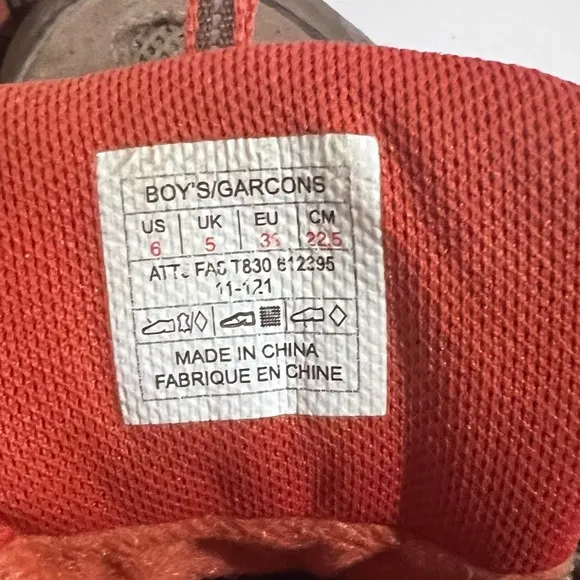 BOY'S/GARCONS
US UK EU CM
6 5 22.5
FAC T830 612395
11-121
MADE IN CHINA
FABRIQUE EN CHINE